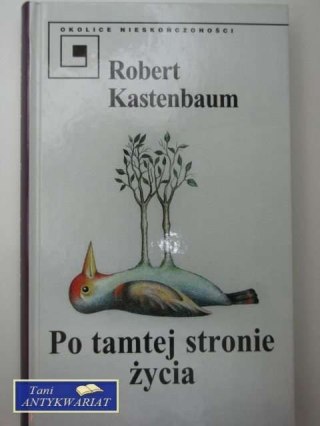 OKOLICE NIESKOŃCZONOŚCI
Robert
Kastenbaum
Po tamtej stronie
życia
Tani
ANTYKWARIAT